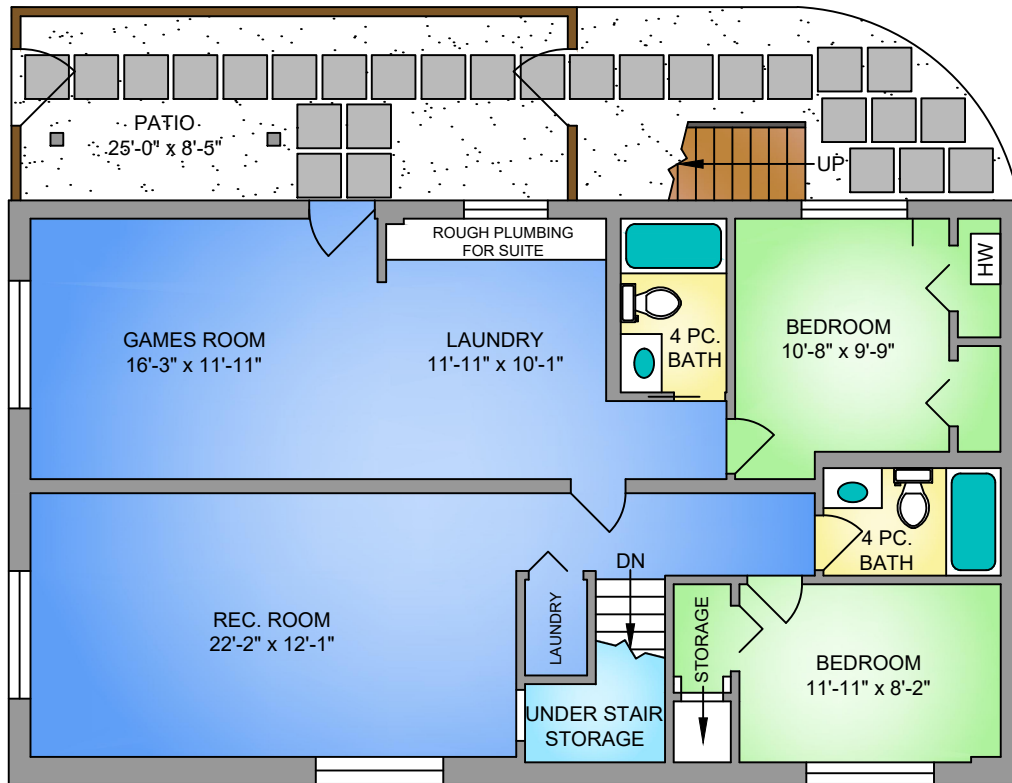 PATIO
25'-0" x 8'-5"
UP
ROUGH PLUMBING
FOR SUITE
HW
GAMES ROOM
16'-3" x 11'-11"
LAUNDRY
11'-11" x 10'-1"
4 PC.
BATH
BEDROOM
10'-8" x 9'-9"
4 PC.
BATH
DN
REC. ROOM
22'-2" x 12'-1"
LAUNDRY
STORAGE
BEDROOM
11'-11" x 8'-2"
UNDER STAIR
STORAGE